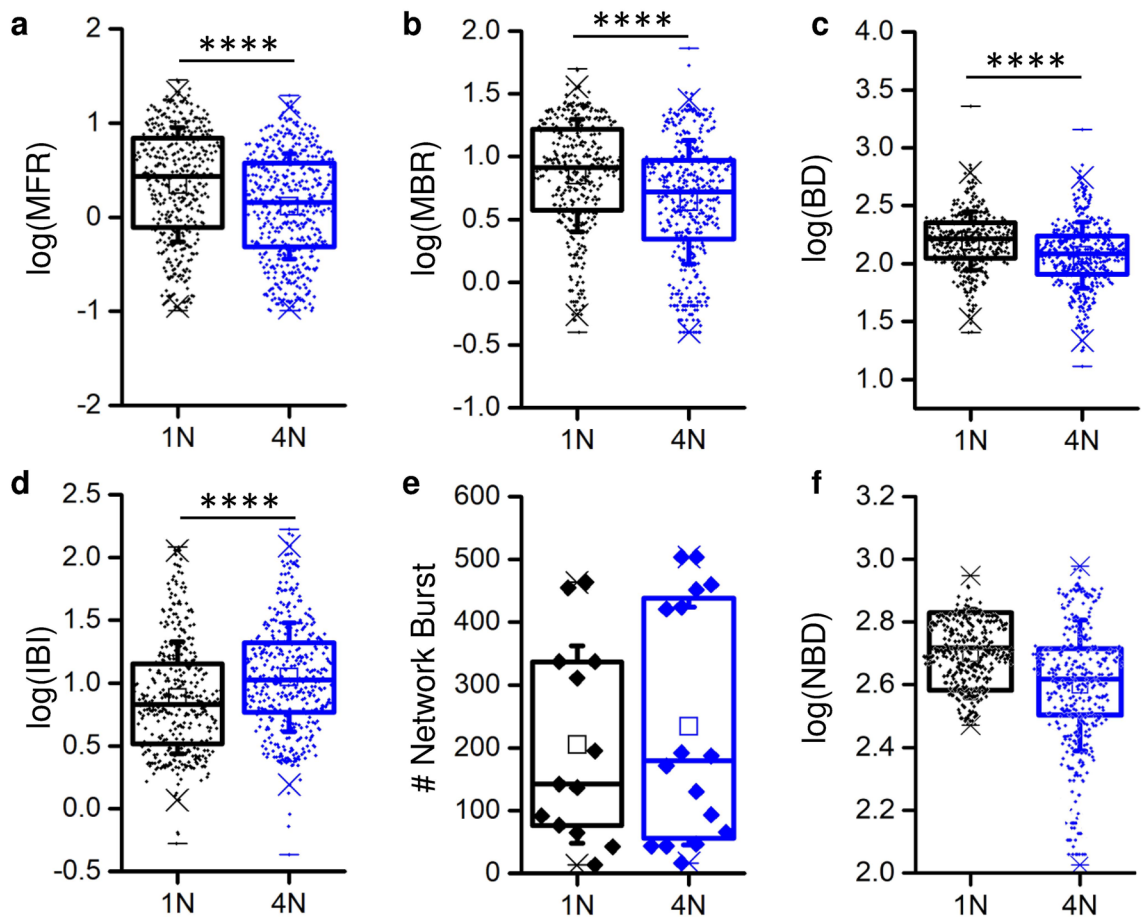 a
****
log(MFR)
2
1
0
-1
-2
1N 4N
b
****
log(MBR)
2.0
1.5
1.0
0.5
0.0
-0.5
-1.0
1N 4N
c
****
log(BD)
4.0
3.5
3.0
2.5
2.0
1.5
1.0
1N 4N
d
****
log(IBI)
2.5
2.0
1.5
1.0
0.5
0.0
-0.5
1N 4N
e
# Network Burst
600
500
400
300
200
100
0
1N 4N
f
log(NBD)
3.2
3.0
2.8
2.6
2.4
2.2
2.0
1N 4N